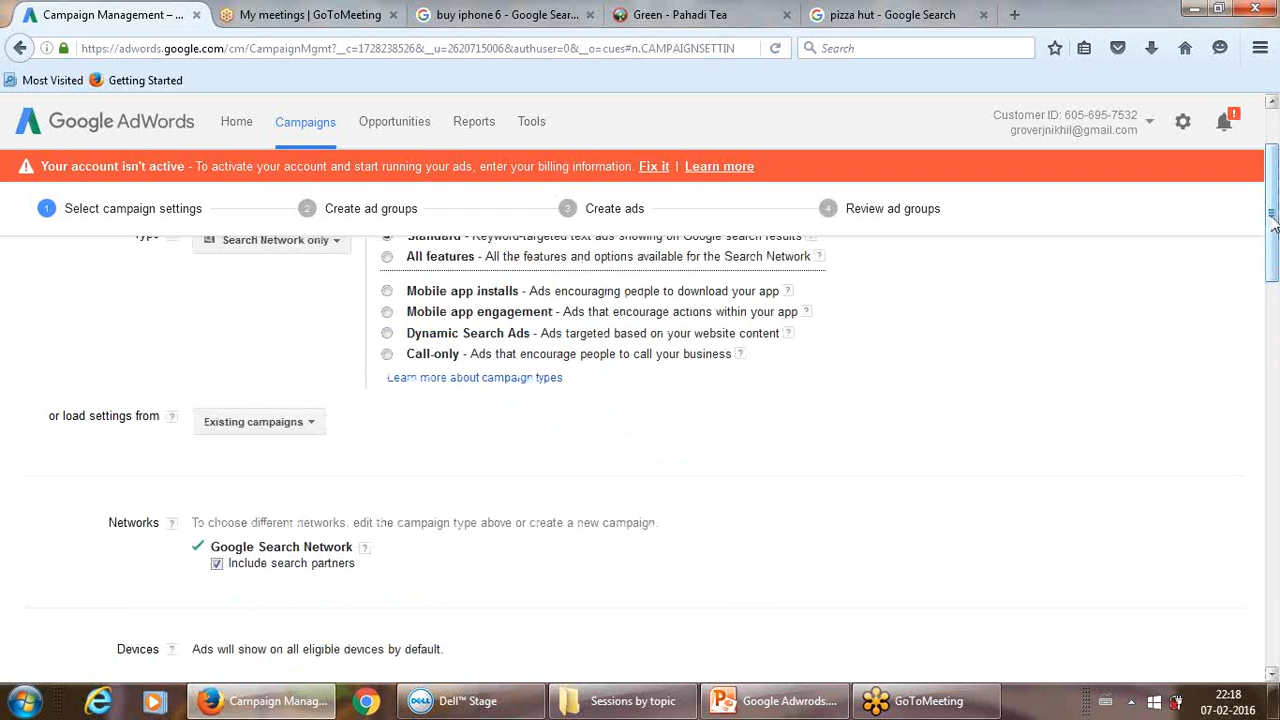 Campaign Management – ...
My meetings | GoToMeeting
buy iphone 6 - Google Sear...
Green - Pahadi Tea
pizza hut - Google Search
https://adwords.google.com/cm/CampaignMgmt?__c=1728238526&__u=2620715006&authuser=0&__o=cues#n.CAMPAIGNSETTIN
Search
Most Visited
Getting Started
Google AdWords
Home
Campaigns
Opportunities
Reports
Tools
Customer ID: 605-695-7532
groverjnikhil@gmail.com
Your account isn't active - To activate your account and start running your ads, enter your billing information. Fix it | Learn more
1 Select campaign settings
2 Create ad groups
3 Create ads
4 Review ad groups
Type ?
Search Network only
Standard - Keyword-targeted text ads showing on Google search results ?
All features - All the features and options available for the Search Network ?
Mobile app installs - Ads encouraging people to download your app ?
Mobile app engagement - Ads that encourage actions within your app ?
Dynamic Search Ads - Ads targeted based on your website content ?
Call-only - Ads that encourage people to call your business ?
Learn more about campaign types
or load settings from ?
Existing campaigns
Networks ?
To choose different networks, edit the campaign type above or create a new campaign.
Google Search Network ?
Include search partners
Devices ?
Ads will show on all eligible devices by default.
Campaign Manag...
Dell™ Stage
Sessions by topic
Google Adwrods....
GoToMeeting
22:18
07-02-2016